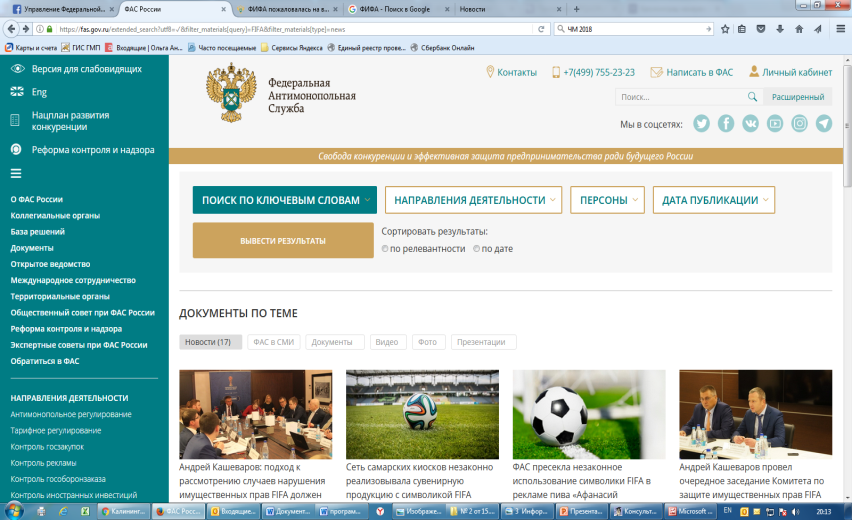 Управление Федеральной...
ФАС России
ФИФА пожаловалась на в...
ФИФА - Поиск в Google
Новости
https://fas.gov.ru/extended_search?utf8=✓&filter_materials[query]=FIFA&filter_materials[type]=news
ЧМ 2018
Карты и счета
ГИС ГМП
Входящие | Ольга Ан...
Часто посещаемые
Сервисы Яндекса
Единый реестр прове...
Сбербанк Онлайн
Версия для слабовидящих
Eng
Нацплан развития
конкуренции
Реформа контроля и надзора
О ФАС России
Коллегиальные органы
База решений
Документы
Открытое ведомство
Международное сотрудничество
Территориальные органы
Общественный совет при ФАС России
Реформа контроля и надзора
Экспертные советы при ФАС России
Обратиться в ФАС
НАПРАВЛЕНИЯ ДЕЯТЕЛЬНОСТИ
Антимонопольное регулирование
Тарифное регулирование
Контроль госзакупок
Контроль рекламы
Контроль гособоронзаказа
Контроль иностранных инвестиций
Федеральная
Антимонопольная
Служба
Контакты
+7(499) 755-23-23
Написать в ФАС
Личный кабинет
Поиск...
Расширенный
Мы в соцсетях:
Свобода конкуренции и эффективная защита предпринимательства ради будущего России
ПОИСК ПО КЛЮЧЕВЫМ СЛОВАМ
НАПРАВЛЕНИЯ ДЕЯТЕЛЬНОСТИ
ПЕРСОНЫ
ДАТА ПУБЛИКАЦИИ
ВЫВЕСТИ РЕЗУЛЬТАТЫ
Сортировать результаты:
по релевантности
по дате
ДОКУМЕНТЫ ПО ТЕМЕ
Новости (17)
ФАС в СМИ
Документы
Видео
Фото
Презентации
Андрей Кашеваров: подход к
рассмотрению случаев нарушения
имущественных прав FIFA должен
Сеть самарских киосков незаконно
реализовывала сувенирную
продукцию с символикой FIFA
ФАС пресекла незаконное
использование символики FIFA в
рекламе пива «Афанасий
Андрей Кашеваров провел
очередное заседание Комитета по
защите имущественных прав FIFA
Калининг...
ФАС Росс...
Входящие...
Документ...
програм...
Изображе...
№ 2 от 15....
3 Инфор...
Презента...
Консульт...
Microsoft ...
EN
20:33